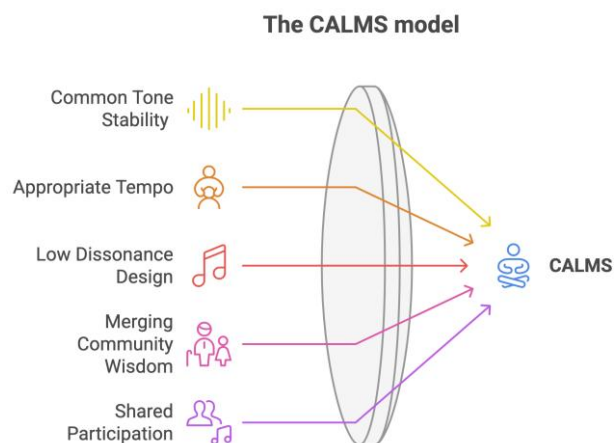 The CALMS model
Common Tone
Stability
Appropriate Tempo
Low Dissonance
Design
Merging
Community
Wisdom
Shared
Participation
CALMS